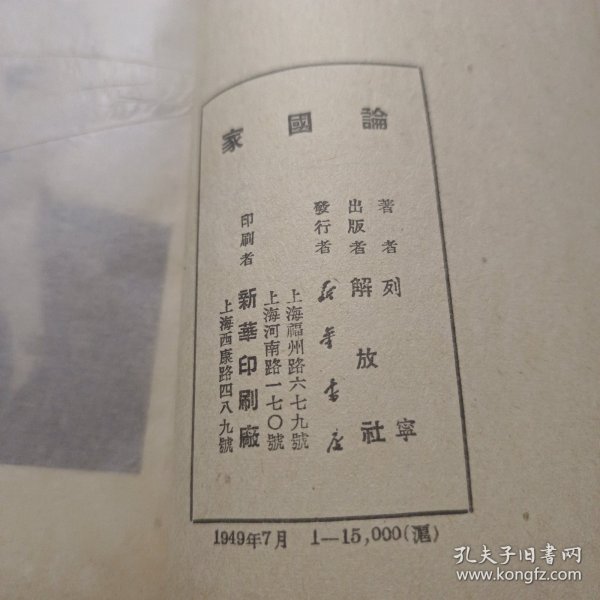 論國家
著者 列寧
出版者 解放社
發行者 新華書店
上海福州路六七九號
上海河南路一七〇號
印刷者 新華印刷廠
上海西康路四八九號
1949年7月 1—15,000(滬)
孔夫子旧书网
www.kongfz.com